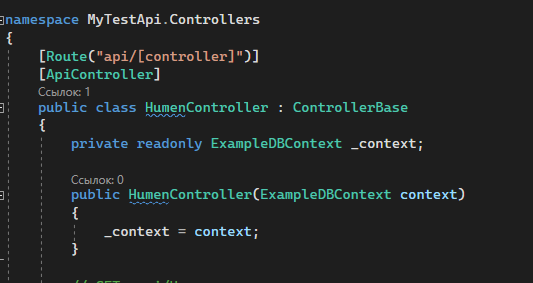 namespace MyTestApi.Controllers
{
[Route("api/[controller]")]
[ApiController]
Ссылок: 1
public class HumenController : ControllerBase
{
private readonly ExampleDBContext _context;
Ссылок: 0
public HumenController(ExampleDBContext context)
{
_context = context;
}